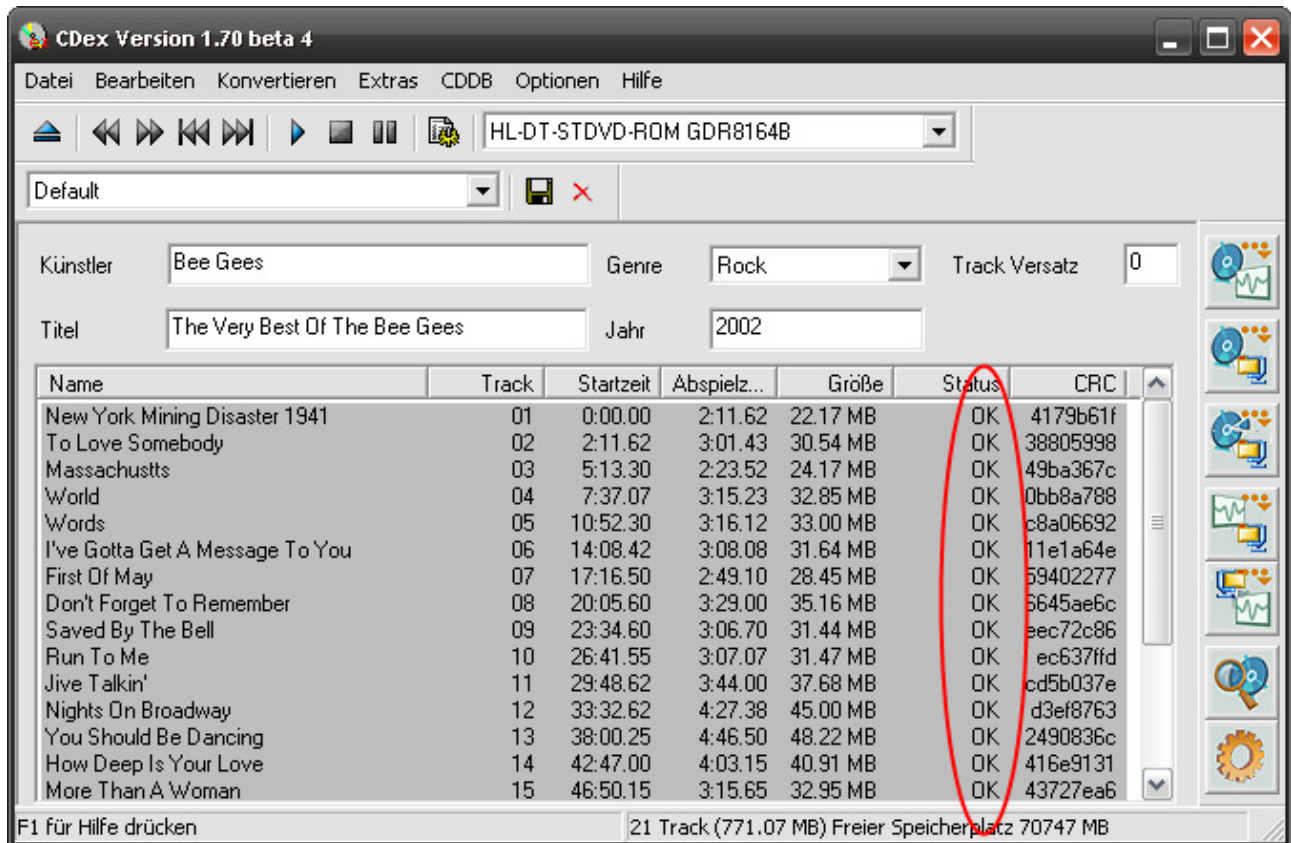 CDex Version 1.70 beta 4
Datei Bearbeiten Konvertieren Extras CDDB Optionen Hilfe
HL-DT-STDVD-ROM GDR8164B
Default
Künstler Bee Gees Genre Rock Track Versatz 0
Titel The Very Best Of The Bee Gees Jahr 2002
Name Track Startzeit Abspielz... Größe Status CRC
New York Mining Disaster 1941 01 0:00.00 2:11.62 22.17 MB OK 4179b61f
To Love Somebody 02 2:11.62 3:01.43 30.54 MB OK 38805998
Massachustts 03 5:13.30 2:23.52 24.17 MB OK 49ba367c
World 04 7:37.07 3:15.23 32.85 MB OK 0bb8a788
Words 05 10:52.30 3:16.12 33.00 MB OK c8a06692
I've Gotta Get A Message To You 06 14:08.42 3:08.08 31.64 MB OK 11e1a64e
First Of May 07 17:16.50 2:49.10 28.45 MB OK 59402277
Don't Forget To Remember 08 20:05.60 3:29.00 35.16 MB OK 6645ae6c
Saved By The Bell 09 23:34.60 3:06.70 31.44 MB OK eec72c86
Run To Me 10 26:41.55 3:07.07 31.47 MB OK ec637ffd
Jive Talkin' 11 29:48.62 3:44.00 37.68 MB OK cd5b037e
Nights On Broadway 12 33:32.62 4:27.38 45.00 MB OK d3ef8763
You Should Be Dancing 13 38:00.25 4:46.50 48.22 MB OK 2490836c
How Deep Is Your Love 14 42:47.00 4:03.15 40.91 MB OK 416e9131
More Than A Woman 15 46:50.15 3:15.65 32.95 MB OK 43727ea6
F1 für Hilfe drücken 21 Track (771.07 MB) Freier Speicherplatz 70747 MB